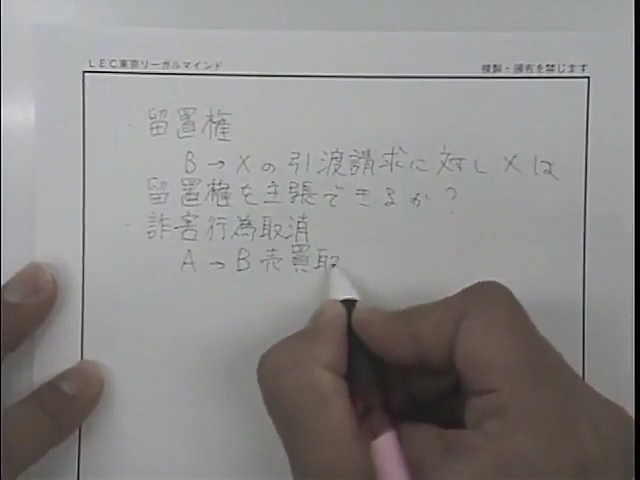 LEC東京リーガルマインド
複製・頒布を禁じます
・留置権
B→Xの引渡請求に対しXは
留置権を主張できるか?
・詐害行為取消
A→B売買取